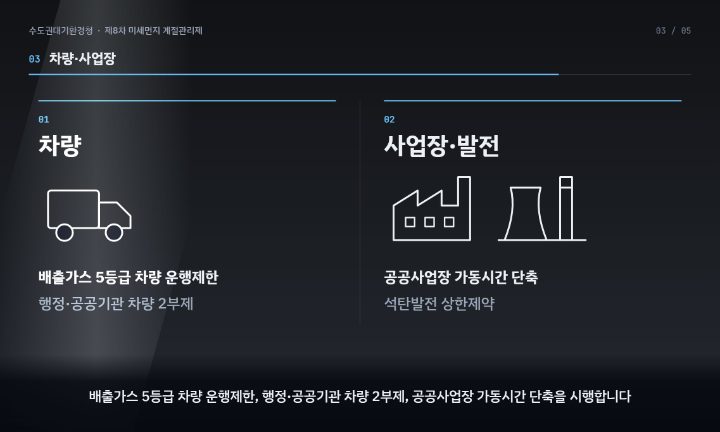 수도권대기환경청 · 제8차 미세먼지 계절관리제
03 / 05
03 차량·사업장
01
차량
배출가스 5등급 차량 운행제한
행정·공공기관 차량 2부제
02
사업장·발전
공공사업장 가동시간 단축
석탄발전 상한제약
배출가스 5등급 차량 운행제한, 행정·공공기관 차량 2부제, 공공사업장 가동시간 단축을 시행합니다